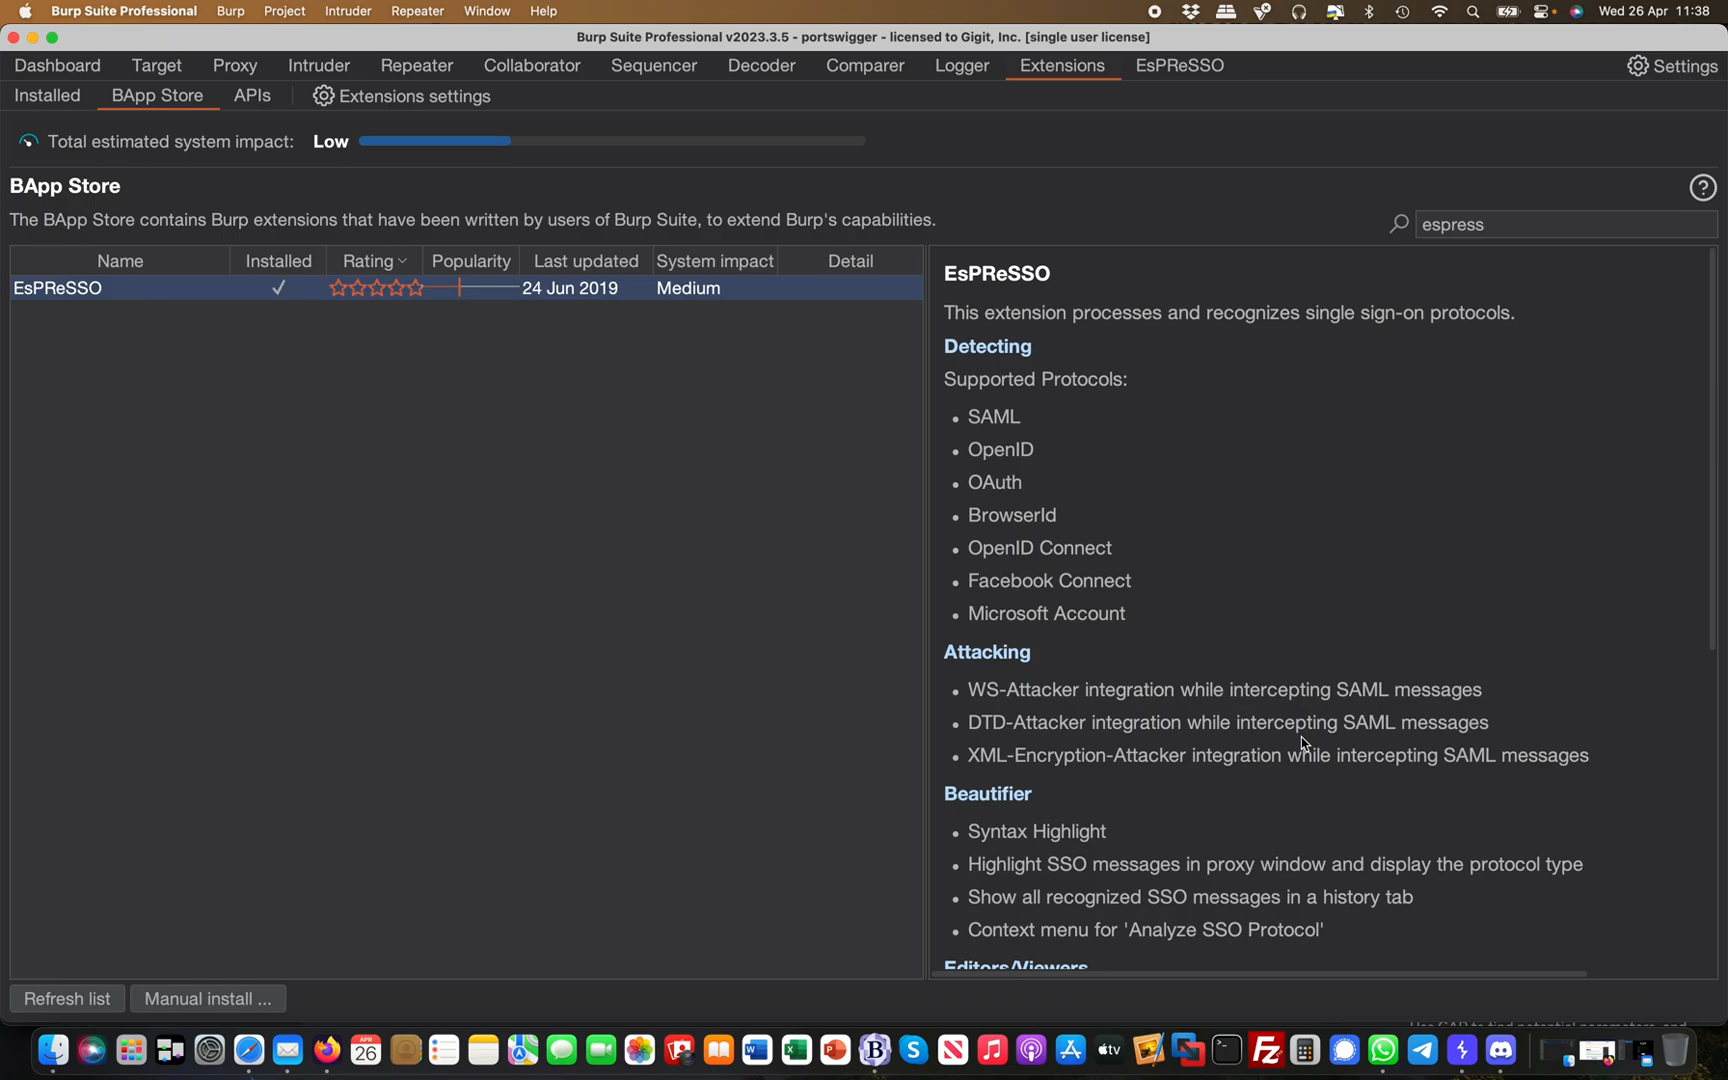 Burp Suite Professional Burp Project Intruder Repeater Window Help Wed 26 Apr 11:38
Burp Suite Professional v2023.3.5 - portswigger - licensed to Gigit, Inc. [single user license]
Dashboard Target Proxy Intruder Repeater Collaborator Sequencer Decoder Comparer Logger Extensions EsPReSSO Settings
Installed BApp Store APIs Extensions settings
Total estimated system impact: Low
BApp Store
The BApp Store contains Burp extensions that have been written by users of Burp Suite, to extend Burp's capabilities.
espress
Name Installed Rating Popularity Last updated System impact Detail
EsPReSSO 24 Jun 2019 Medium
EsPReSSO
This extension processes and recognizes single sign-on protocols.
Detecting
Supported Protocols:
• SAML
• OpenID
• OAuth
• BrowserId
• OpenID Connect
• Facebook Connect
• Microsoft Account
Attacking
• WS-Attacker integration while intercepting SAML messages
• DTD-Attacker integration while intercepting SAML messages
• XML-Encryption-Attacker integration while intercepting SAML messages
Beautifier
• Syntax Highlight
• Highlight SSO messages in proxy window and display the protocol type
• Show all recognized SSO messages in a history tab
• Context menu for 'Analyze SSO Protocol'
Editors/Viewers
Refresh list Manual install ...
APR
26
tv